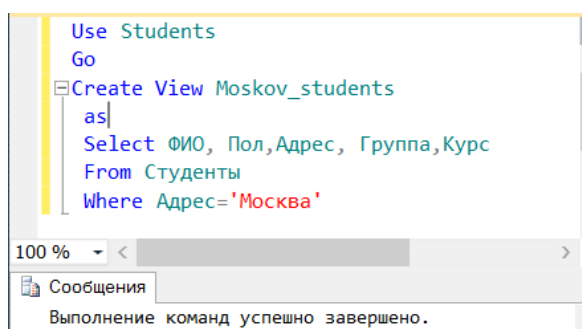 Use Students
Go
Create View Moskov_students
as
Select ФИО, Пол,Адрес, Группа,Курс
From Студенты
Where Адрес='Москва'
100 %
Сообщения
Выполнение команд успешно завершено.